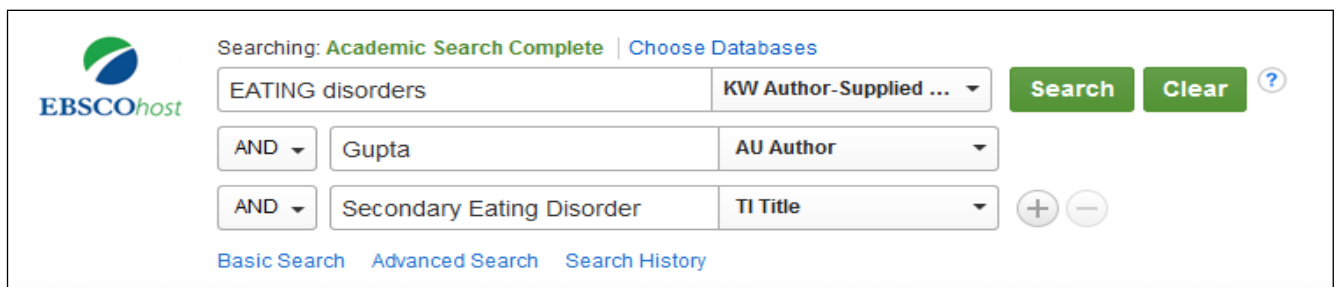 Searching: Academic Search Complete | Choose Databases
EBSCOhost
EATING disorders KW Author-Supplied ... Search Clear ?
AND Gupta AU Author
AND Secondary Eating Disorder TI Title
Basic Search Advanced Search Search History